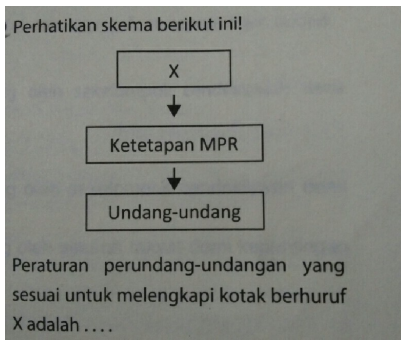 Perhatikan skema berikut ini!
X
Ketetapan MPR
Undang-undang
Peraturan perundang-undangan yang
sesuai untuk melengkapi kotak berhuruf
X adalah . . . .